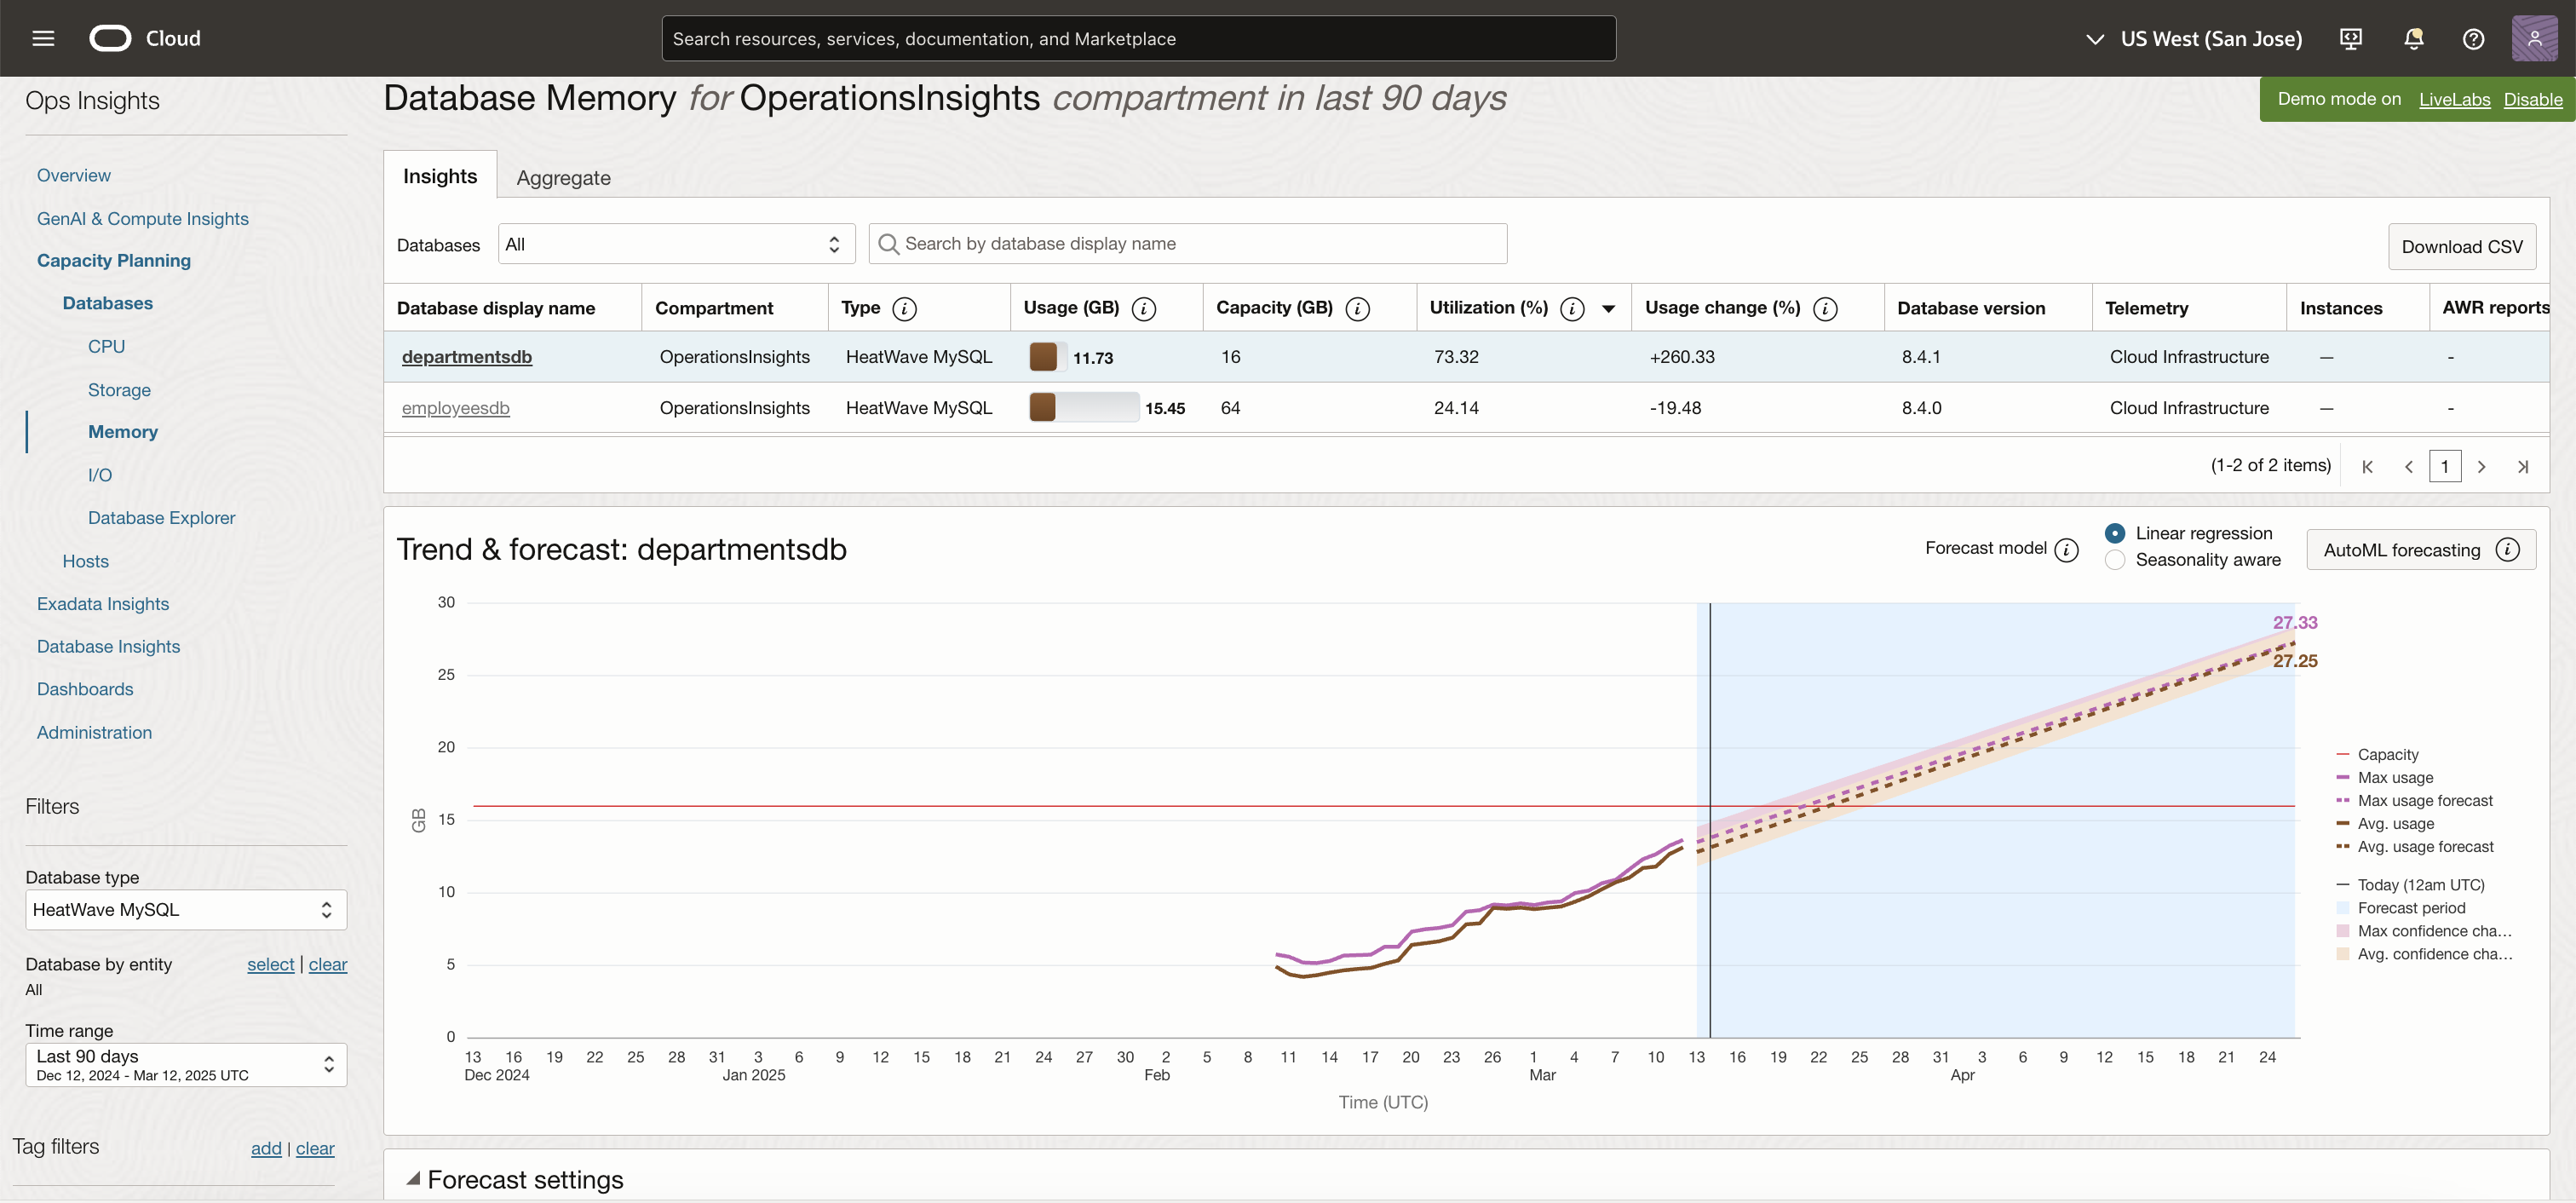 Cloud
Search resources, services, documentation, and Marketplace
US West (San Jose)
Ops Insights
Overview
GenAI & Compute Insights
Capacity Planning
Databases
CPU
Storage
Memory
I/O
Database Explorer
Hosts
Exadata Insights
Database Insights
Dashboards
Administration
Filters
Database type
HeatWave MySQL
Database by entity select | clear
All
Time range
Last 90 days
Dec 12, 2024 - Mar 12, 2025 UTC
Tag filters add | clear
Database Memory for OperationsInsights compartment in last 90 days
Demo mode on LiveLabs Disable
Insights Aggregate
Databases All Search by database display name Download CSV
Database display name Compartment Type Usage (GB) Capacity (GB) Utilization (%) Usage change (%) Database version Telemetry Instances AWR reports
departmentsdb OperationsInsights HeatWave MySQL 11.73 16 73.32 +260.33 8.4.1 Cloud Infrastructure — -
employeesdb OperationsInsights HeatWave MySQL 15.45 64 24.14 -19.48 8.4.0 Cloud Infrastructure — -
(1-2 of 2 items) 1
Trend & forecast: departmentsdb
Forecast model
Linear regression
Seasonality aware
AutoML forecasting
30
25
20
15
10
5
0
GB
27.33
27.25
13 16 19 22 25 28 31 3 6 9 12 15 18 21 24 27 30 2 5 8 11 14 17 20 23 26 1 4 7 10 13 16 19 22 25 28 31 3 6 9 12 15 18 21 24
Dec 2024 Jan 2025 Feb Mar Apr
Time (UTC)
Capacity
Max usage
Max usage forecast
Avg. usage
Avg. usage forecast
Today (12am UTC)
Forecast period
Max confidence cha...
Avg. confidence cha...
Forecast settings